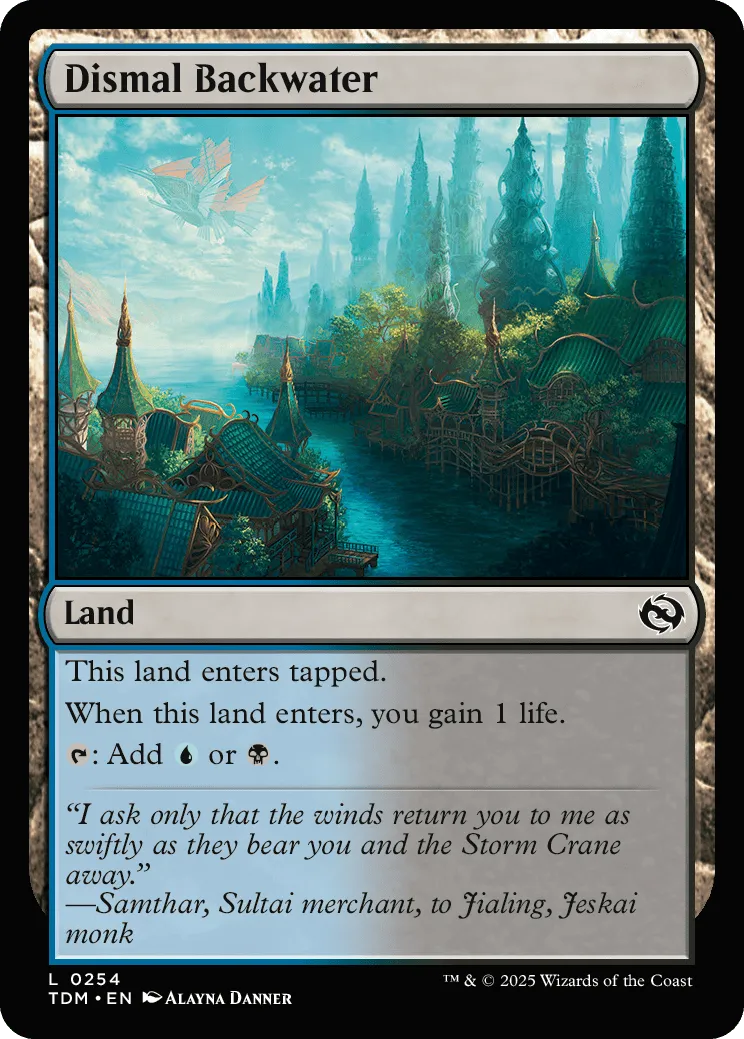 Dismal Backwater
Land
This land enters tapped.
When this land enters, you gain 1 life.
: Add or .
“I ask only that the winds return you to me as
swiftly as they bear you and the Storm Crane
away.”
—Samthar, Sultai merchant, to Jialing, Jeskai
monk
L 0254
TDM • EN ALAYNA DANNER
™ & © 2025 Wizards of the Coast